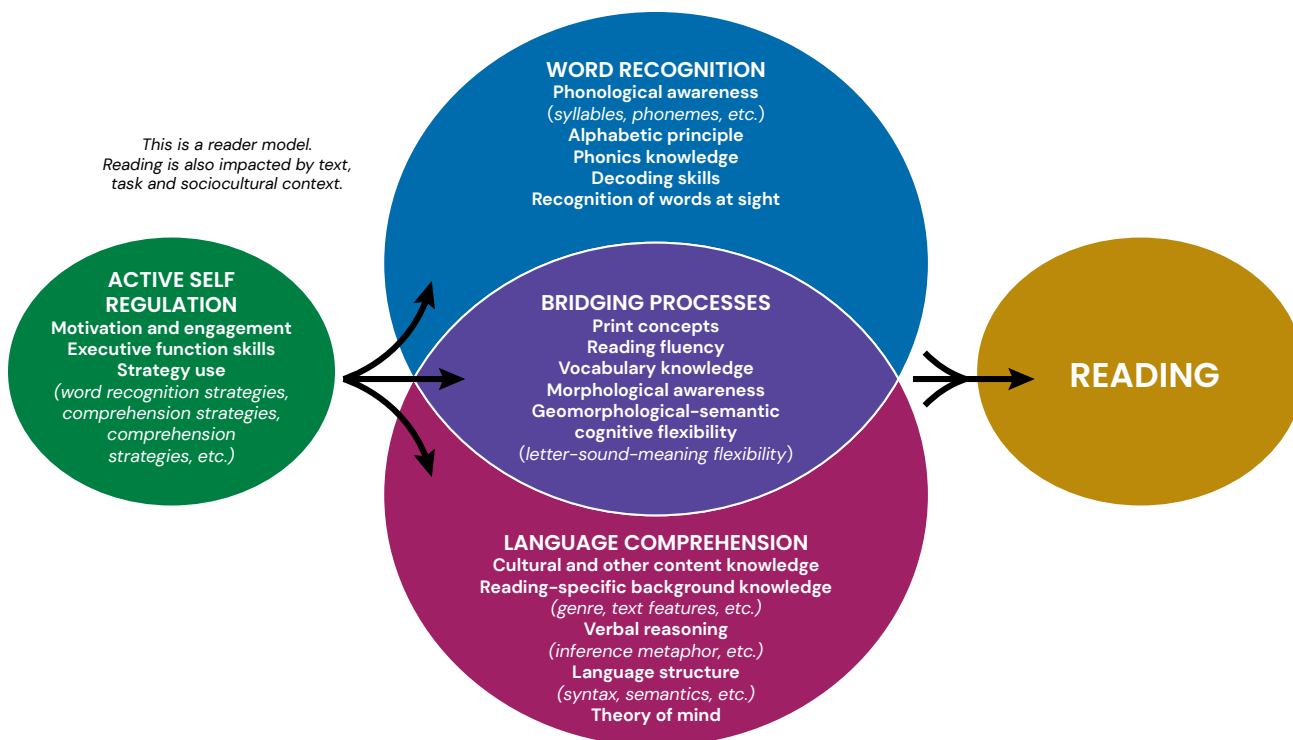 This is a reader model.
Reading is also impacted by text,
task and sociocultural context.
ACTIVE SELF
REGULATION
Motivation and engagement
Executive function skills
Strategy use
(word recognition strategies,
comprehension strategies,
comprehension
strategies, etc.)
WORD RECOGNITION
Phonological awareness
(syllables, phonemes, etc.)
Alphabetic principle
Phonics knowledge
Decoding skills
Recognition of words at sight
BRIDGING PROCESSES
Print concepts
Reading fluency
Vocabulary knowledge
Morphological awareness
Geomorphological-semantic
cognitive flexibility
(letter-sound-meaning flexibility)
LANGUAGE COMPREHENSION
Cultural and other content knowledge
Reading-specific background knowledge
(genre, text features, etc.)
Verbal reasoning
(inference metaphor, etc.)
Language structure
(syntax, semantics, etc.)
Theory of mind
READING